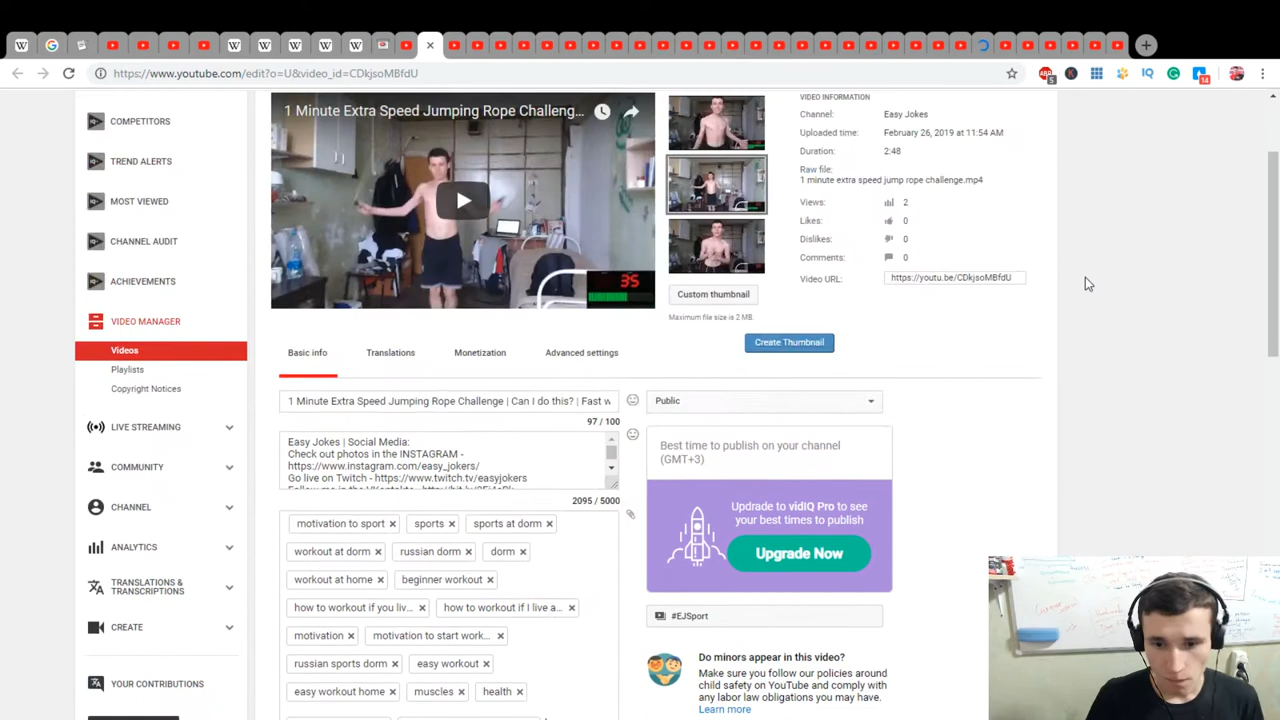 https://www.youtube.com/edit?o=U&video_id=CDkjsoMBfdU
5
14
COMPETITORS
TREND ALERTS
MOST VIEWED
CHANNEL AUDIT
ACHIEVEMENTS
VIDEO MANAGER
Videos
Playlists
Copyright Notices
LIVE STREAMING
COMMUNITY
CHANNEL
ANALYTICS
TRANSLATIONS &
TRANSCRIPTIONS
CREATE
YOUR CONTRIBUTIONS
1 Minute Extra Speed Jumping Rope Challeng...
35
Custom thumbnail
Maximum file size is 2 MB.
VIDEO INFORMATION
Channel: Easy Jokes
Uploaded time: February 26, 2019 at 11:54 AM
Duration: 2:48
Raw file:
1 minute extra speed jump rope challenge.mp4
Views: 2
Likes: 0
Dislikes: 0
Comments: 0
Video URL: https://youtu.be/CDkjsoMBfdU
Create Thumbnail
Basic info Translations Monetization Advanced settings
1 Minute Extra Speed Jumping Rope Challenge | Can I do this? | Fast w
97 / 100
Easy Jokes | Social Media:
Check out photos in the INSTAGRAM -
https://www.instagram.com/easy_jokers/
Go live on Twitch - https://www.twitch.tv/easyjokers
2095 / 5000
motivation to sport × sports × sports at dorm ×
workout at dorm × russian dorm × dorm ×
workout at home × beginner workout ×
how to workout if you liv... × how to workout if I live a... ×
motivation × motivation to start work... ×
russian sports dorm × easy workout ×
easy workout home × muscles × health ×
Public
Best time to publish on your channel
(GMT+3)
Updrade to vidIQ Pro to see
your best times to publish
Upgrade Now
#EJSport
Do minors appear in this video?
Make sure you follow our policies around
child safety on YouTube and comply with
any labor law obligations you may have.
Learn more